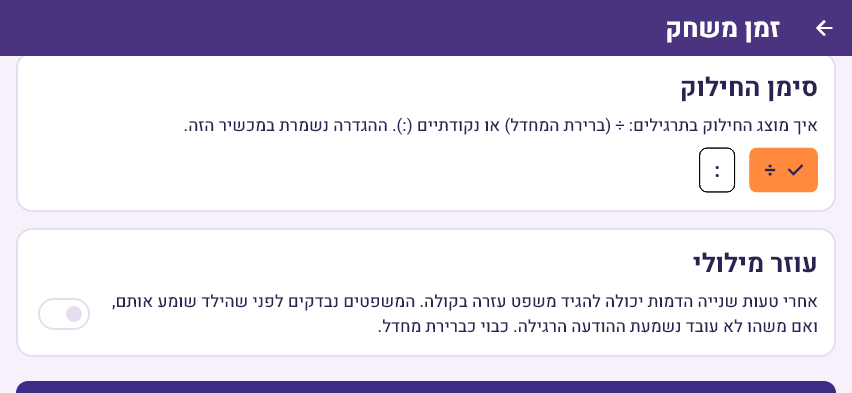 זמן משחק
סימן החילוק
איך מוצג החילוק בתרגילים: ÷ (ברירת המחדל) או נקודתיים (:). ההגדרה נשמרת במכשיר הזה.
÷
:
עוזר מילולי
אחרי טעות שנייה הדמות יכולה להגיד משפט עזרה בקולה. המשפטים נבדקים לפני שהילד שומע אותם,
ואם משהו לא עובד נשמעת ההודעה הרגילה. כבוי כברירת מחדל.